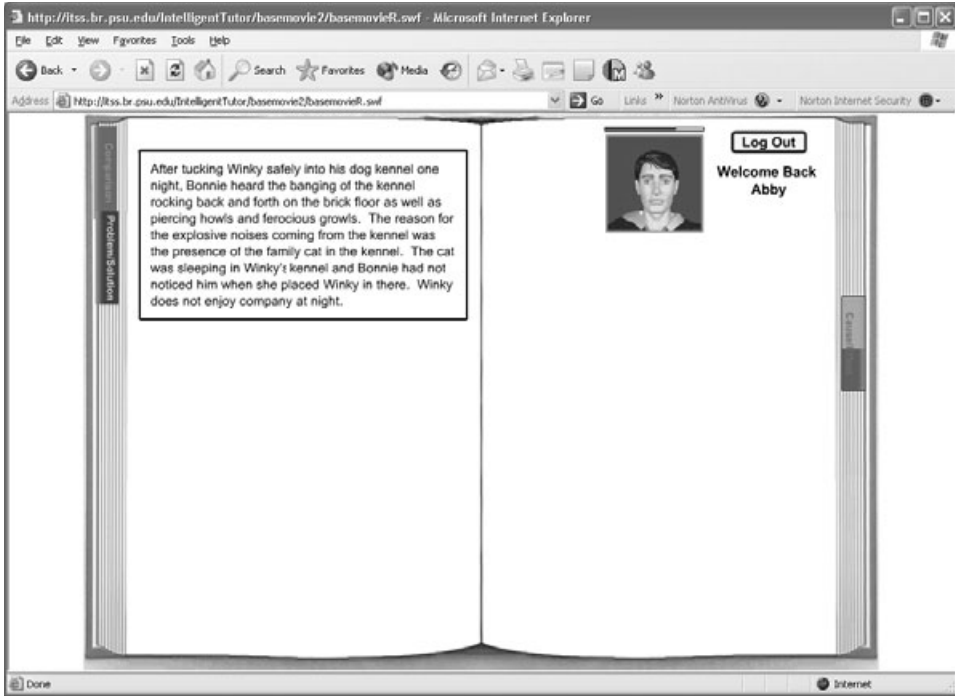 http://itss.br.psu.edu/IntelligentTutor/basemovie2/basemovieR.swf - Microsoft Internet Explorer
File Edit View Favorites Tools Help
Back Search Favorites Media
Address http://itss.br.psu.edu/IntelligentTutor/basemovie2/basemovieR.swf Go Links » Norton AntiVirus Norton Internet Security
Comparison
Problem/Solution
After tucking Winky safely into his dog kennel one
night, Bonnie heard the banging of the kennel
rocking back and forth on the brick floor as well as
piercing howls and ferocious growls. The reason for
the explosive noises coming from the kennel was
the presence of the family cat in the kennel. The cat
was sleeping in Winky's kennel and Bonnie had not
noticed him when she placed Winky in there. Winky
does not enjoy company at night.
Log Out
Welcome Back
Abby
Done Internet